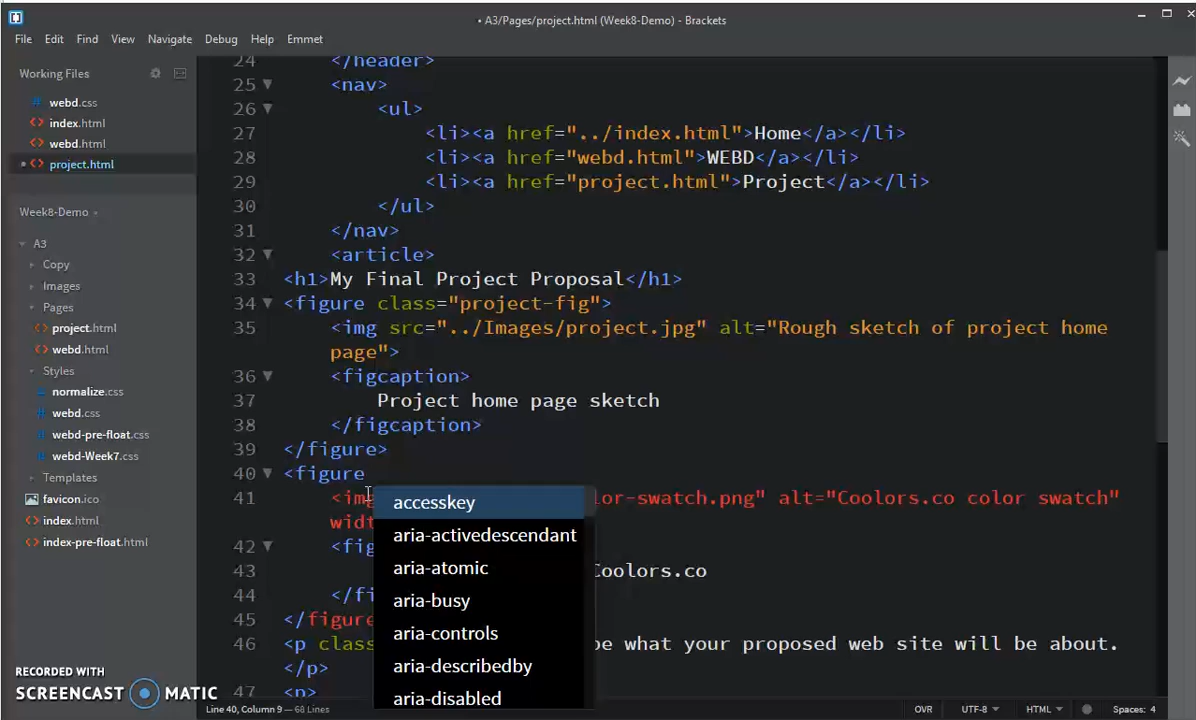 • A3/Pages/project.html (Week8-Demo) - Brackets
File Edit Find View Navigate Debug Help Emmet
Working Files
webd.css
index.html
webd.html
project.html
Week8-Demo
A3
Copy
Images
Pages
project.html
webd.html
Styles
normalize.css
webd.css
webd-pre-float.css
webd-Week7.css
Templates
favicon.ico
index.html
index-pre-float.html
RECORDED WITH
SCREENCAST MATIC
24 </header>
25 <nav>
26 <ul>
27 <li><a href="../index.html">Home</a></li>
28 <li><a href="webd.html">WEBD</a></li>
29 <li><a href="project.html">Project</a></li>
30 </ul>
31 </nav>
32 <article>
33 <h1>My Final Project Proposal</h1>
34 <figure class="project-fig">
35 <img src="../Images/project.jpg" alt="Rough sketch of project home
page">
36 <figcaption>
37 Project home page sketch
38 </figcaption>
39 </figure>
40 <figure
41 <img lor-swatch.png" alt="Coolors.co color swatch"
widt
42 <fig
43 Coolors.co
44 </fi
45 </figure
46 <p class be what your proposed web site will be about.
</p>
47 <p>
accesskey
aria-activedescendant
aria-atomic
aria-busy
aria-controls
aria-describedby
aria-disabled
Line 40, Column 9 — 68 Lines
OVR UTF-8 HTML Spaces: 4